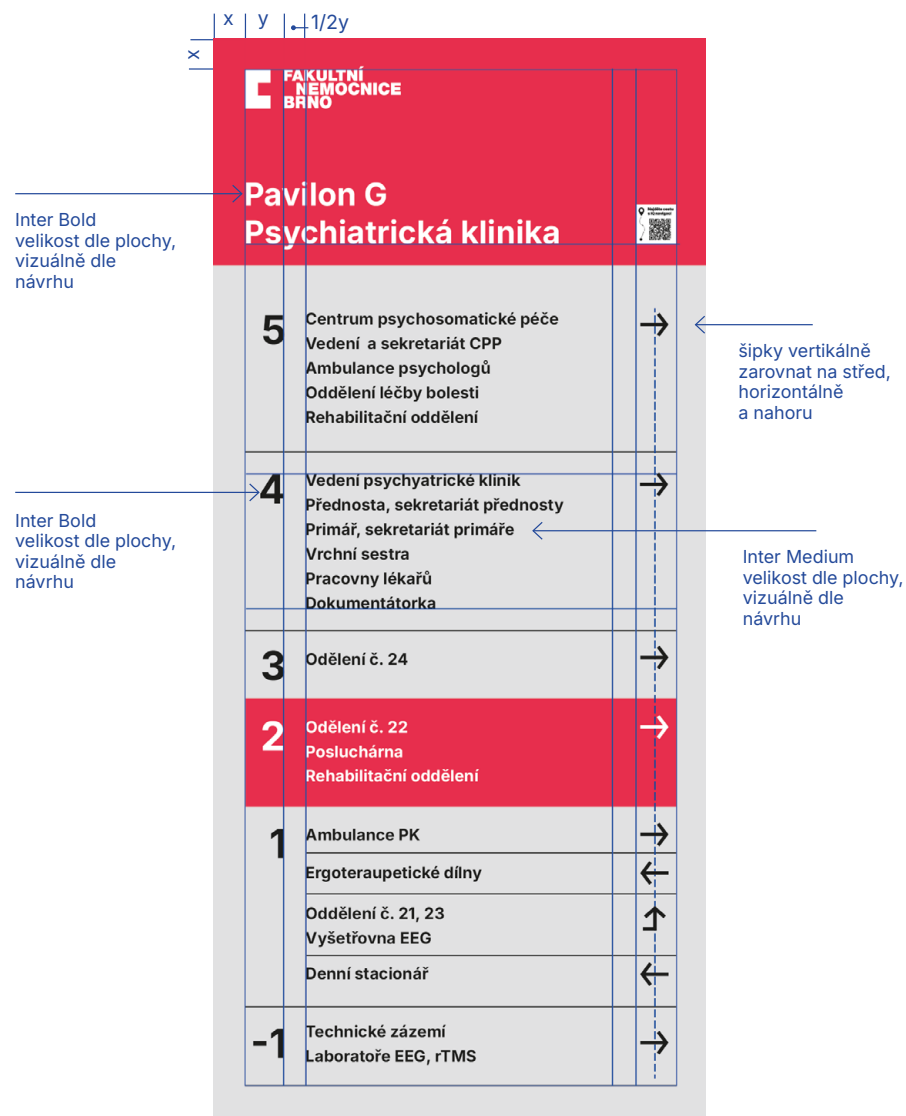 x y 1/2y
x
FAKULTNÍ
NEMOCNICE
BRNO
Pavilon G
Psychiatrická klinika
Inter Bold
velikost dle plochy,
vizuálně dle
návrhu
5
Centrum psychosomatické péče
Vedení a sekretariát CPP
Ambulance psychologů
Oddělení léčby bolesti
Rehabilitační oddělení
šipky vertikálně
zarovnat na střed,
horizontálně
a nahoru
4
Vedení psychyatrické klinik
Přednosta, sekretariát přednosty
Primář, sekretariát primáře
Vrchní sestra
Pracovny lékařů
Dokumentátorka
Inter Bold
velikost dle plochy,
vizuálně dle
návrhu
Inter Medium
velikost dle plochy,
vizuálně dle
návrhu
3
Odělení č. 24
2
Odělení č. 22
Posluchárna
Rehabilitační oddělení
1
Ambulance PK
Ergoteraupetické dílny
Oddělení č. 21, 23
Vyšetřovna EEG
Denní stacionář
-1
Technické zázemí
Laboratoře EEG, rTMS